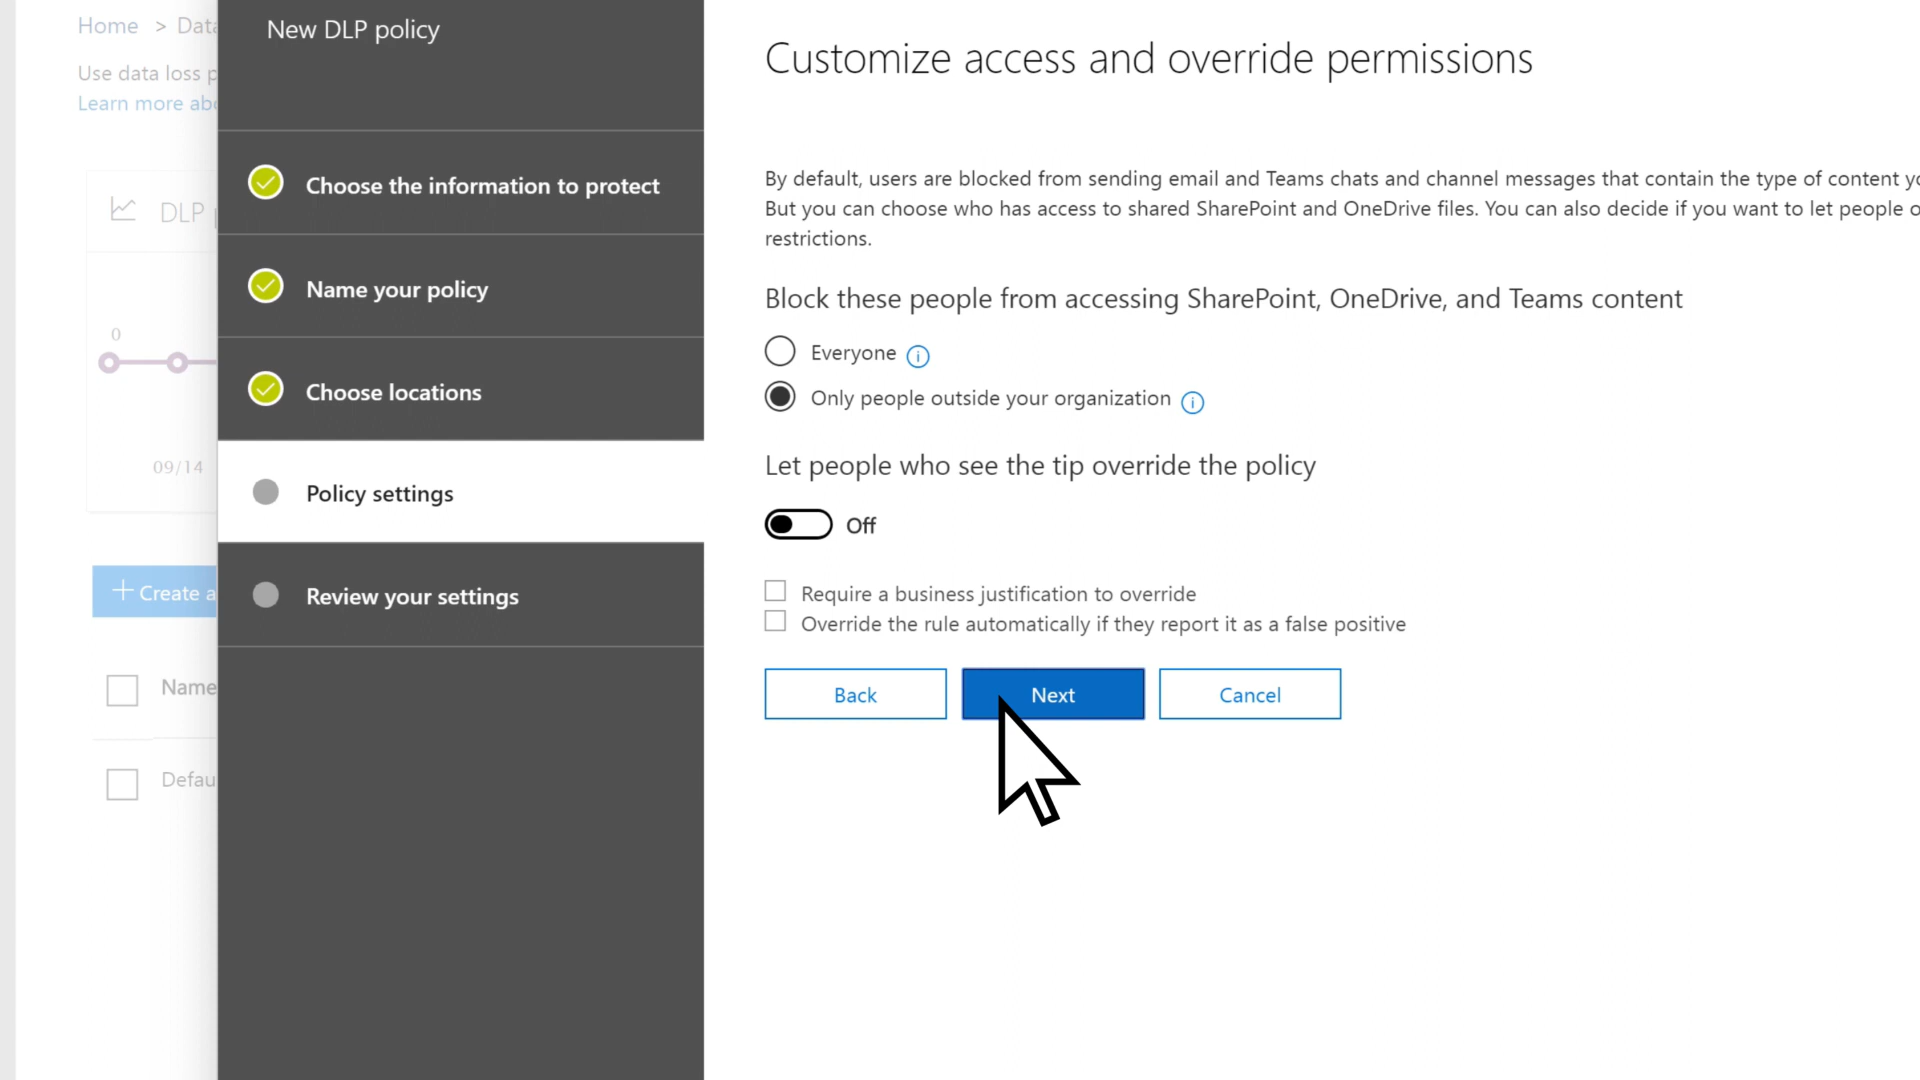 Home > Data
Use data loss p
Learn more abo
DLP p
0
09/14
Create a
Name
Defau
New DLP policy
Choose the information to protect
Name your policy
Choose locations
Policy settings
Review your settings
Customize access and override permissions
By default, users are blocked from sending email and Teams chats and channel messages that contain the type of content yo
But you can choose who has access to shared SharePoint and OneDrive files. You can also decide if you want to let people o
restrictions.
Block these people from accessing SharePoint, OneDrive, and Teams content
Everyone
Only people outside your organization
Let people who see the tip override the policy
Off
Require a business justification to override
Override the rule automatically if they report it as a false positive
Back
Next
Cancel